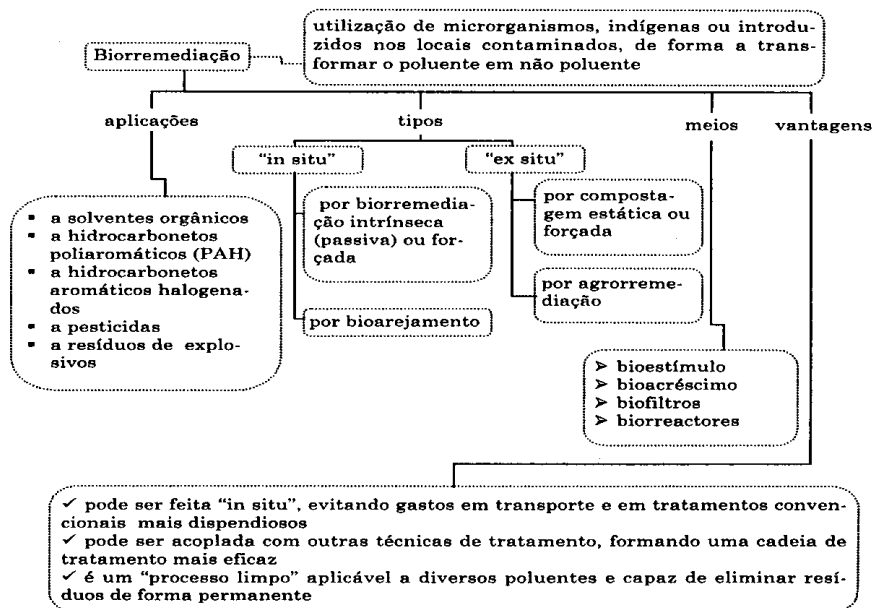 utilização de microrganismos, indígenas ou introdu-
zidos nos locais contaminados, de forma a trans-
formar o poluente em não poluente
Biorremediação
aplicações
tipos
meios
vantagens
“in situ”
“ex situ”
▪ a solventes orgânicos
▪ a hidrocarbonetos
poliaromáticos (PAH)
▪ a hidrocarbonetos
aromáticos halogena-
dos
▪ a pesticidas
▪ a resíduos de explo-
sivos
por biorremedia-
ção intrínseca
(passiva) ou for-
çada
por bioarejamento
por composta-
gem estática ou
forçada
por agrorreme-
diação
➢ bioestímulo
➢ bioacréscimo
➢ biofiltros
➢ biorreactores
✓ pode ser feita “in situ”, evitando gastos em transporte e em tratamentos conven-
cionais mais dispendiosos
✓ pode ser acoplada com outras técnicas de tratamento, formando uma cadeia de
tratamento mais eficaz
✓ é um “processo limpo” aplicável a diversos poluentes e capaz de eliminar resí-
duos de forma permanente